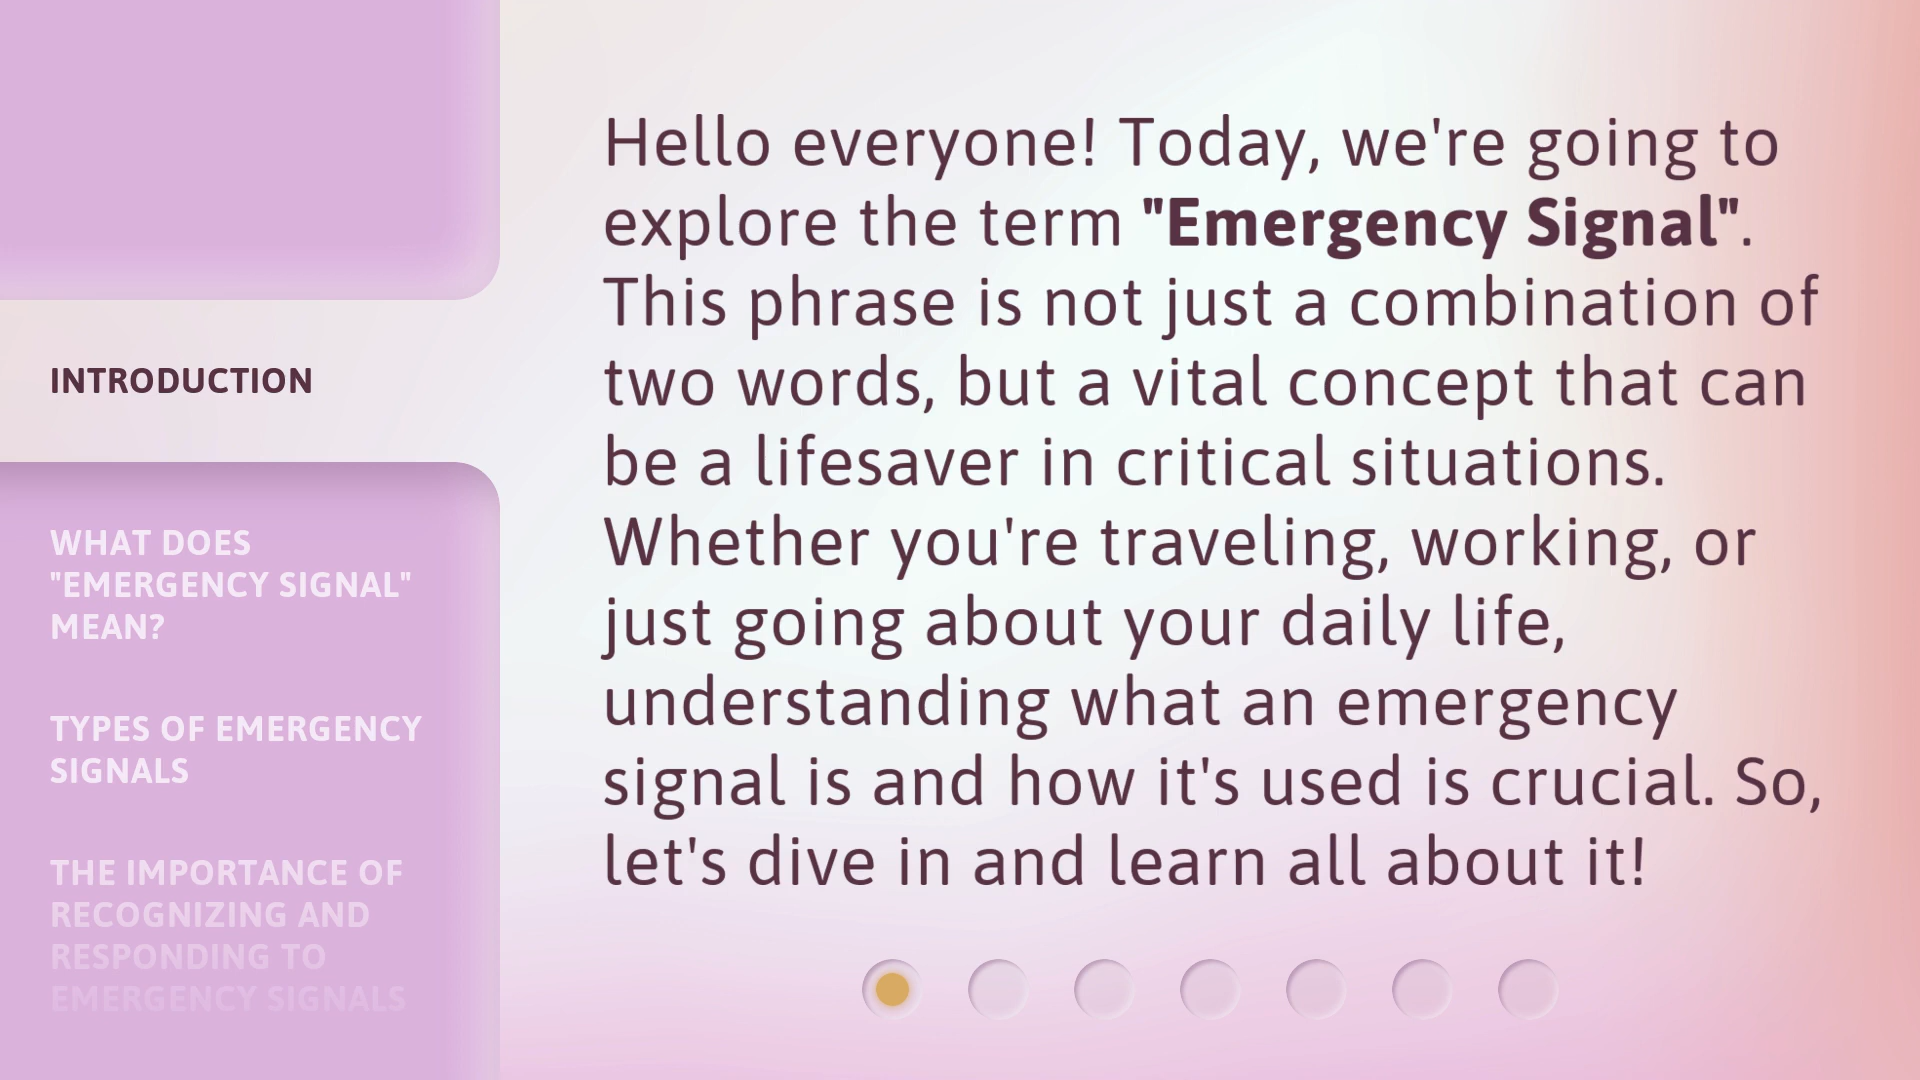 INTRODUCTION
WHAT DOES
"EMERGENCY SIGNAL"
MEAN?
TYPES OF EMERGENCY
SIGNALS
THE IMPORTANCE OF
RECOGNIZING AND
RESPONDING TO
EMERGENCY SIGNALS
Hello everyone! Today, we're going to
explore the term "Emergency Signal".
This phrase is not just a combination of
two words, but a vital concept that can
be a lifesaver in critical situations.
Whether you're traveling, working, or
just going about your daily life,
understanding what an emergency
signal is and how it's used is crucial. So,
let's dive in and learn all about it!